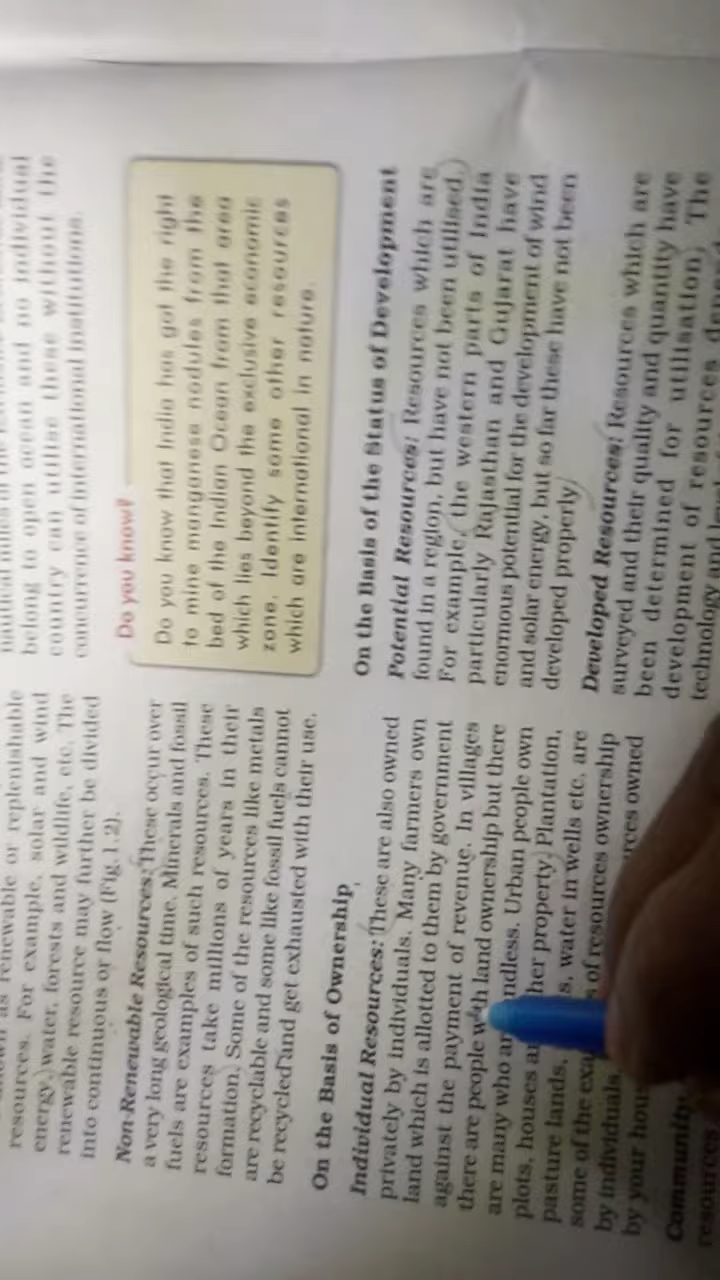 resources. For example, solar and wind
energy, water, forests and wildlife, etc. The
renewable resource may further be divided
into continuous or flow (Fig.1.2).
Non-Renewable Resources: These occur over
a very long geological time. Minerals and fossil
fuels are examples of such resources. These
resources take millions of years in their
formation. Some of the resources like metals
are recyclable and some like fossil fuels cannot
be recycled and get exhausted with their use.
On the Basis of Ownership
Individual Resources: These are also owned
privately by individuals. Many farmers own
land which is allotted to them by government
against the payment of revenue. In villages
there are people with land ownership but there
are many who are landless. Urban people own
plots, houses and other property. Plantation,
pasture lands, water in wells etc. are
some of the of resources ownership
by individuals
by your owned
Community
resources
belong to open ocean and no individual
country can utilise these without the
concurrence of international institutions.
Do you know?
Do you know that India has got the right
to mine manganese nodules from the
bed of the Indian Ocean from that area
which lies beyond the exclusive economic
zone. Identify some other resources
which are international in nature.
On the Basis of the Status of Development
Potential Resources: Resources which are
found in a region, but have not been utilised.
For example, the western parts of India
particularly Rajasthan and Gujarat have
enormous potential for the development of wind
and solar energy, but so far these have not been
developed properly
Developed Resources: Resources which are
surveyed and their quality and quantity have
been determined for utilisation. The
development of resources
technology and